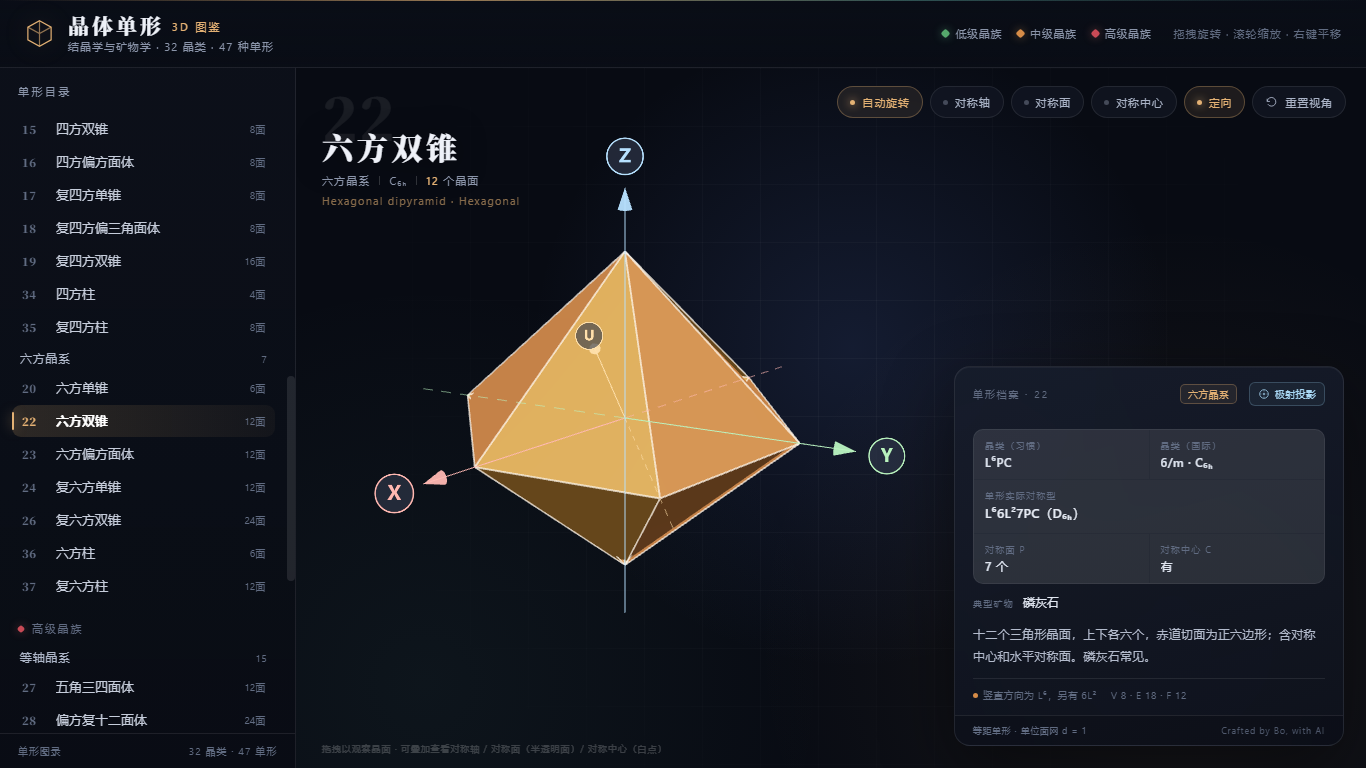 晶体单形 3D 图鉴
结晶学与矿物学 · 32 晶类 · 47 种单形
低级晶族 中级晶族 高级晶族 拖拽旋转 · 滚轮缩放 · 右键平移
单形目录
15 四方双锥 8面
16 四方偏方面体 8面
17 复四方单锥 8面
18 复四方偏三角面体 8面
19 复四方双锥 16面
34 四方柱 4面
35 复四方柱 8面
六方晶系 7
20 六方单锥 6面
22 六方双锥 12面
23 六方偏方面体 12面
24 复六方单锥 12面
26 复六方双锥 24面
36 六方柱 6面
37 复六方柱 12面
高级晶族
等轴晶系 15
27 五角三四面体 12面
28 偏方复十二面体 24面
单形图录 32 晶类 · 47 单形
自动旋转 对称轴 对称面 对称中心 定向 重置视角
22
六方双锥
六方晶系 | C₆ₕ | 12 个晶面
Hexagonal dipyramid · Hexagonal
Z
U
Y
X
拖拽以观察晶面 · 可叠加查看对称轴 / 对称面（半透明面）/ 对称中心（白点）
单形档案 · 22 六方晶系 极射投影
晶类（习惯） 晶类（国际）
L⁶PC 6/m · C₆ₕ
单形实际对称型
L⁶6L²7PC（D₆ₕ）
对称面 P 对称中心 C
7 个 有
典型矿物 磷灰石
十二个三角形晶面，上下各六个，赤道切面为正六边形；含对称
中心和水平对称面。磷灰石常见。
竖直方向为 L⁶，另有 6L² V 8 · E 18 · F 12
等距单形 · 单位面网 d = 1 Crafted by Bo, with AI